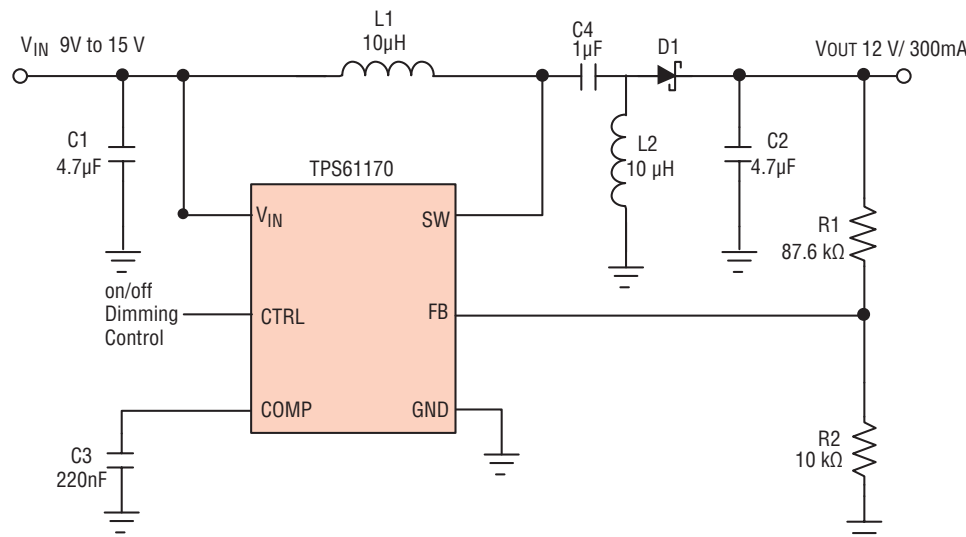 L1
10μH
C4
1μF
D1
VIN 9V to 15 V
VOUT 12 V/ 300mA
C1
4.7μF
L2
10 μH
C2
4.7μF
TPS61170
VIN
SW
R1
87.6 kΩ
on/off
Dimming
Control
CTRL
FB
COMP
GND
C3
220nF
R2
10 kΩ